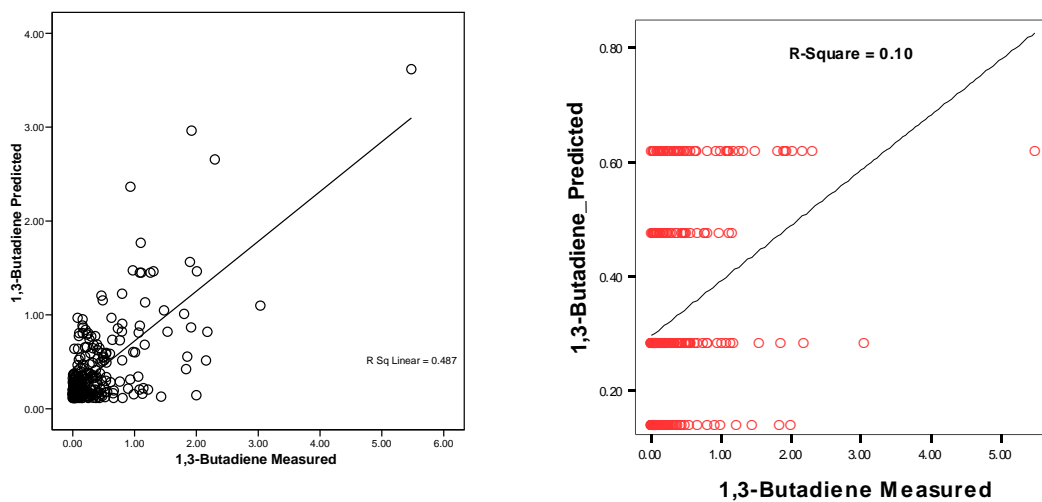 4.00
3.00
2.00
1.00
0.00
1,3-Butadiene Predicted
R Sq Linear = 0.487
0.00 1.00 2.00 3.00 4.00 5.00 6.00
1,3-Butadiene Measured
R-Square = 0.10
0.80
0.60
0.40
0.20
1,3-Butadiene_Predicted
0.00 1.00 2.00 3.00 4.00 5.00
1,3-Butadiene Measured